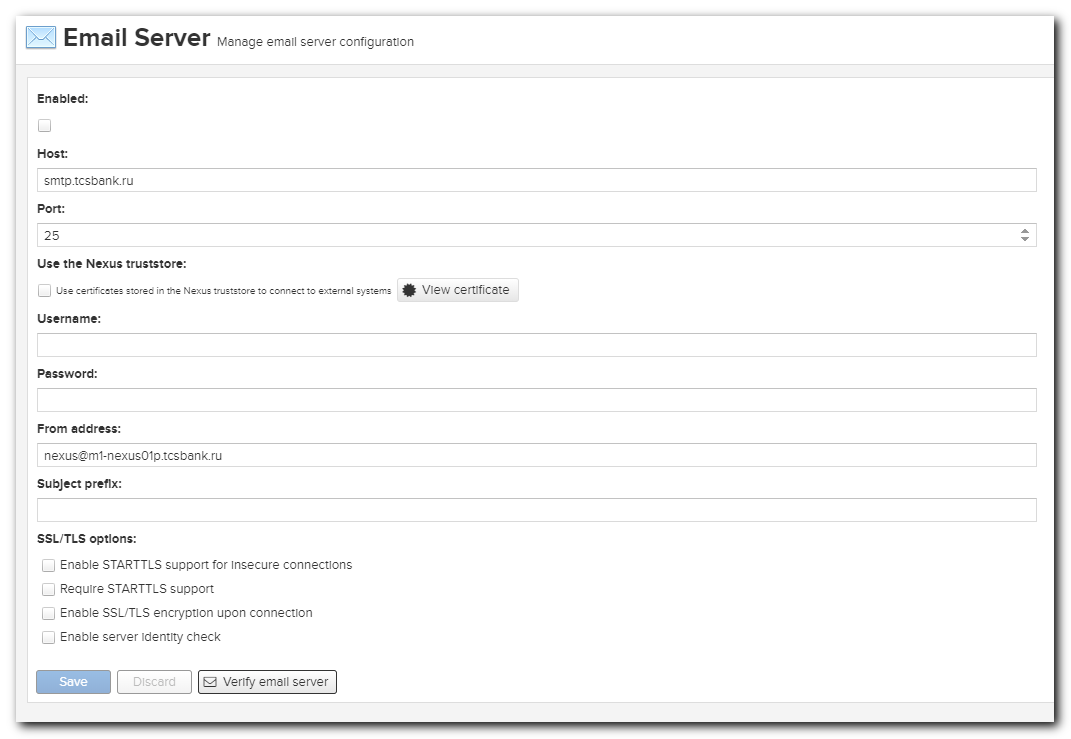 Email Server Manage email server configuration
Enabled:
Host:
smtp.tcsbank.ru
Port:
25
Use the Nexus truststore:
Use certificates stored in the Nexus truststore to connect to external systems View certificate
Username:
Password:
From address:
nexus@m1-nexus01p.tcsbank.ru
Subject prefix:
SSL/TLS options:
Enable STARTTLS support for insecure connections
Require STARTTLS support
Enable SSL/TLS encryption upon connection
Enable server identity check
Save Discard Verify email server